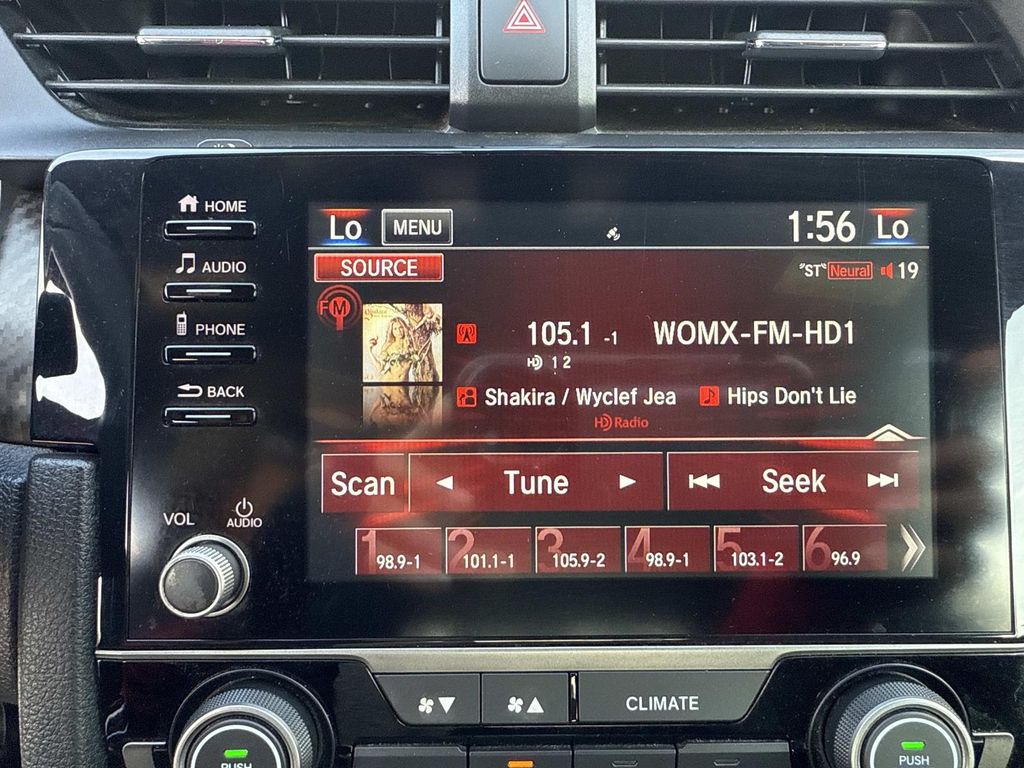 HOME
AUDIO
PHONE
BACK
VOL
AUDIO
Lo
MENU
1:56
Lo
SOURCE
"ST"
Neural
19
FM
105.1 -1
WOMX-FM-HD1
HD 1 2
Shakira / Wyclef Jea
Hips Don't Lie
HD Radio
Scan
Tune
Seek
1 98.9-1
2 101.1-1
3 105.9-2
4 98.9-1
5 103.1-2
6 96.9
CLIMATE
PUSH
PUSH